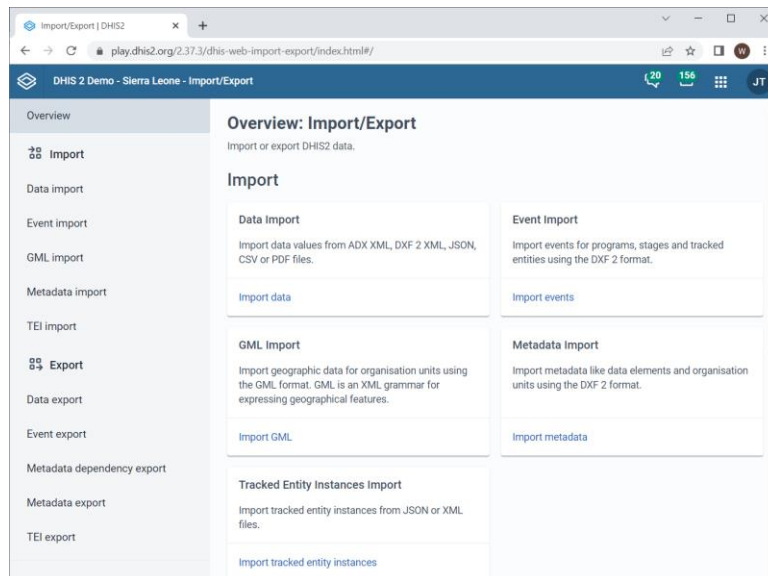 Import/Export | DHIS2
play.dhis2.org/2.37.3/dhis-web-import-export/index.html#/
W
DHIS 2 Demo - Sierra Leone - Import/Export
20
156
JT
Overview
Import
Data import
Event import
GML import
Metadata import
TEI import
Export
Data export
Event export
Metadata dependency export
Metadata export
TEI export
Overview: Import/Export
Import or export DHIS2 data.
Import
Data Import
Import data values from ADX XML, DXF 2 XML, JSON,
CSV or PDF files.
Import data
Event Import
Import events for programs, stages and tracked
entities using the DXF 2 format.
Import events
GML Import
Import geographic data for organisation units using
the GML format. GML is an XML grammar for
expressing geographical features.
Import GML
Metadata Import
Import metadata like data elements and organisation
units using the DXF 2 format.
Import metadata
Tracked Entity Instances Import
Import tracked entity instances from JSON or XML
files.
Import tracked entity instances